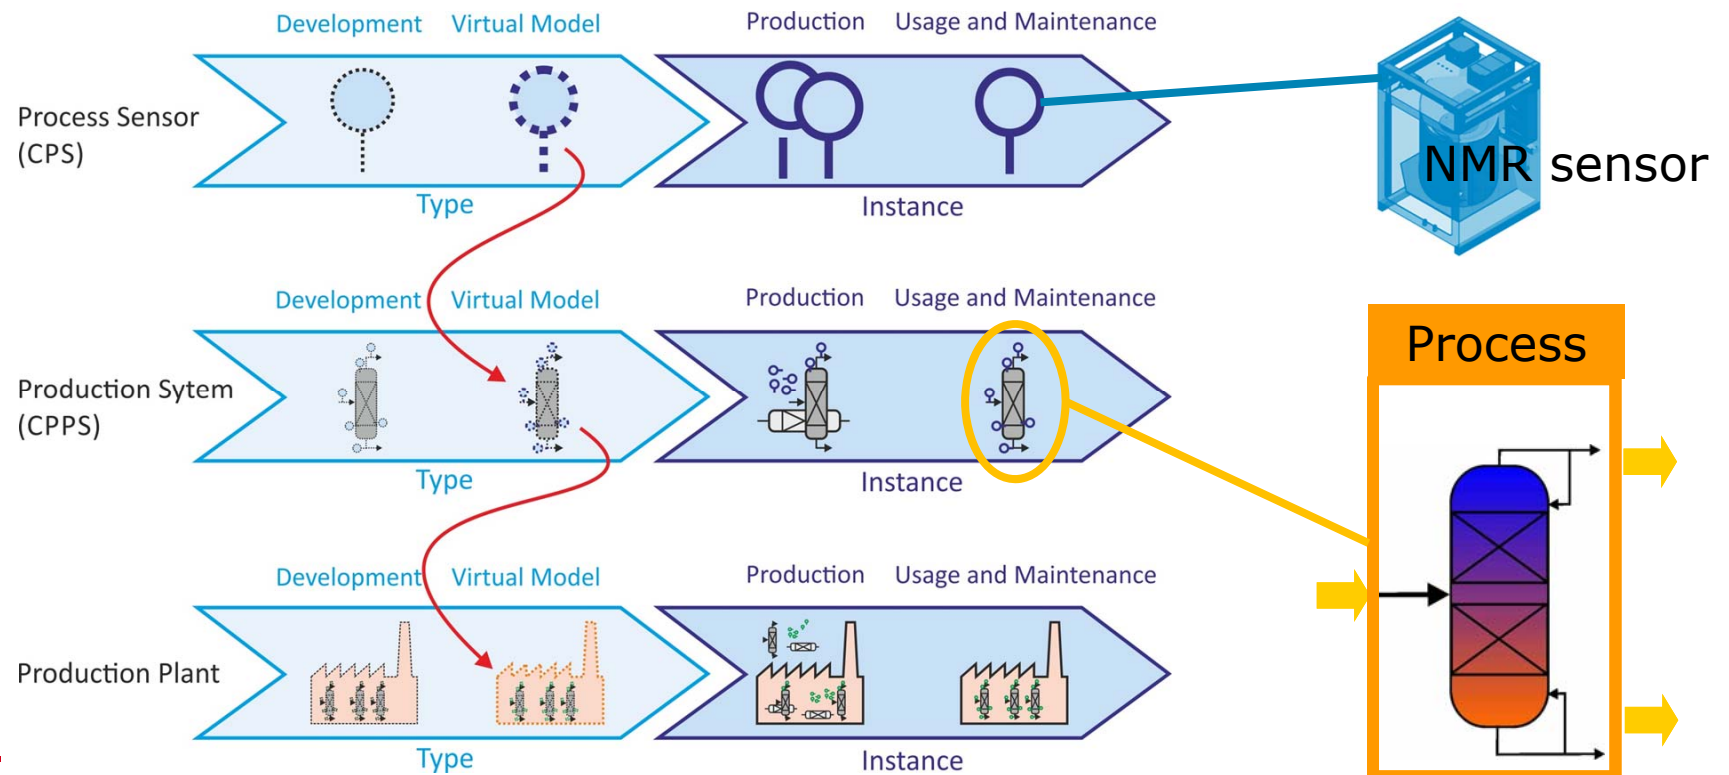 Development Virtual Model Production Usage and Maintenance
Process Sensor
(CPS)
NMR sensor
Type Instance
Development Virtual Model Production Usage and Maintenance
Process
Production Sytem
(CPPS)
Type Instance
Development Virtual Model Production Usage and Maintenance
Production Plant
Type Instance